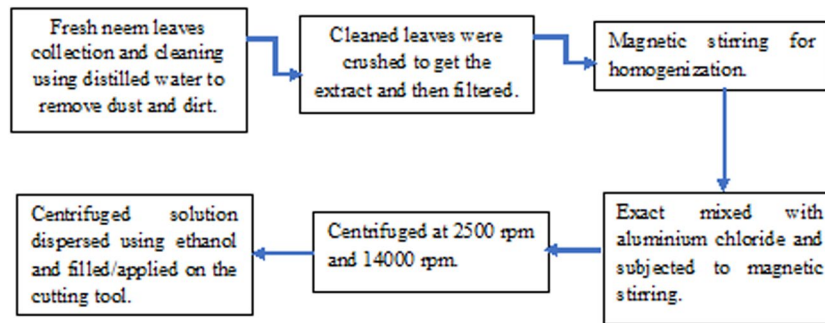 Fresh neem leaves
collection and cleaning
using distilled water to
remove dust and dirt.
Cleaned leaves were
crushed to get the
extract and then filtered.
Magnetic stirring for
homogenization.
Exact mixed with
aluminium chloride and
subjected to magnetic
stirring.
Centrifuged at 2500 rpm
and 14000 rpm.
Centrifuged solution
dispersed using ethanol
and filled/applied on the
cutting tool.